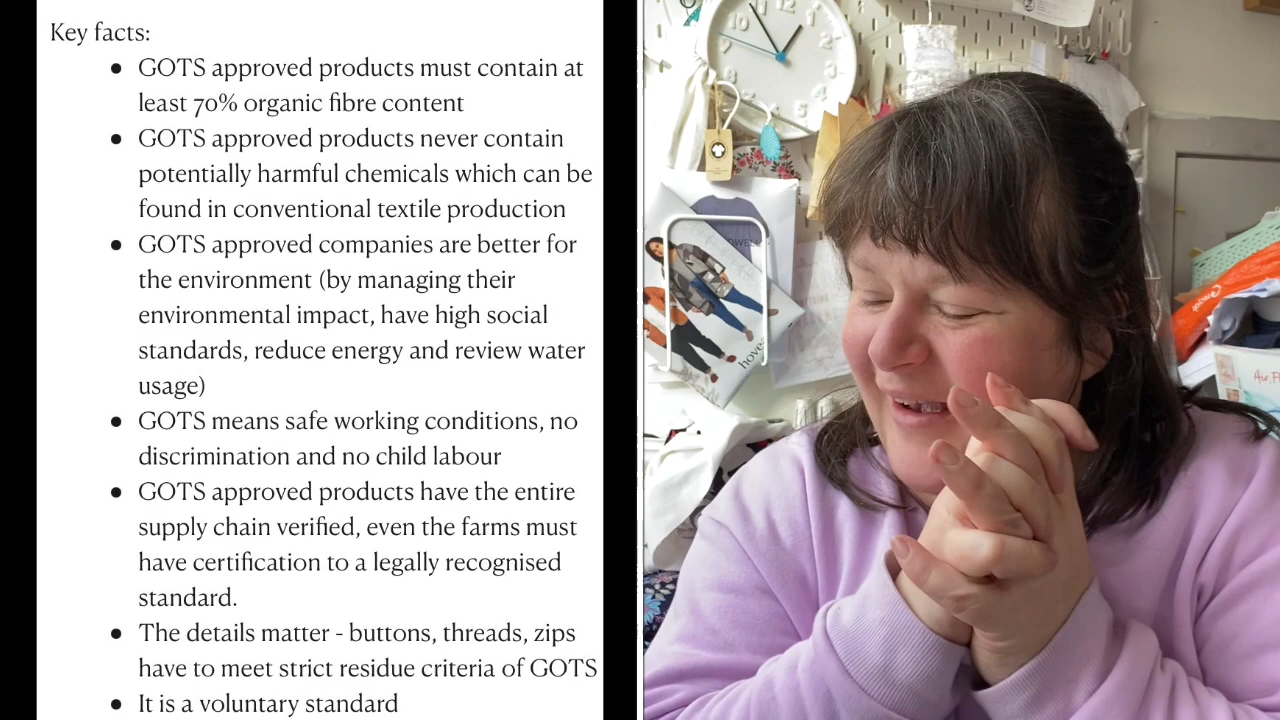 Key facts:
● GOTS approved products must contain at
least 70% organic fibre content
● GOTS approved products never contain
potentially harmful chemicals which can be
found in conventional textile production
● GOTS approved companies are better for
the environment (by managing their
environmental impact, have high social
standards, reduce energy and review water
usage)
● GOTS means safe working conditions, no
discrimination and no child labour
● GOTS approved products have the entire
supply chain verified, even the farms must
have certification to a legally recognised
standard.
● The details matter - buttons, threads, zips
have to meet strict residue criteria of GOTS
● It is a voluntary standard
12
1
2